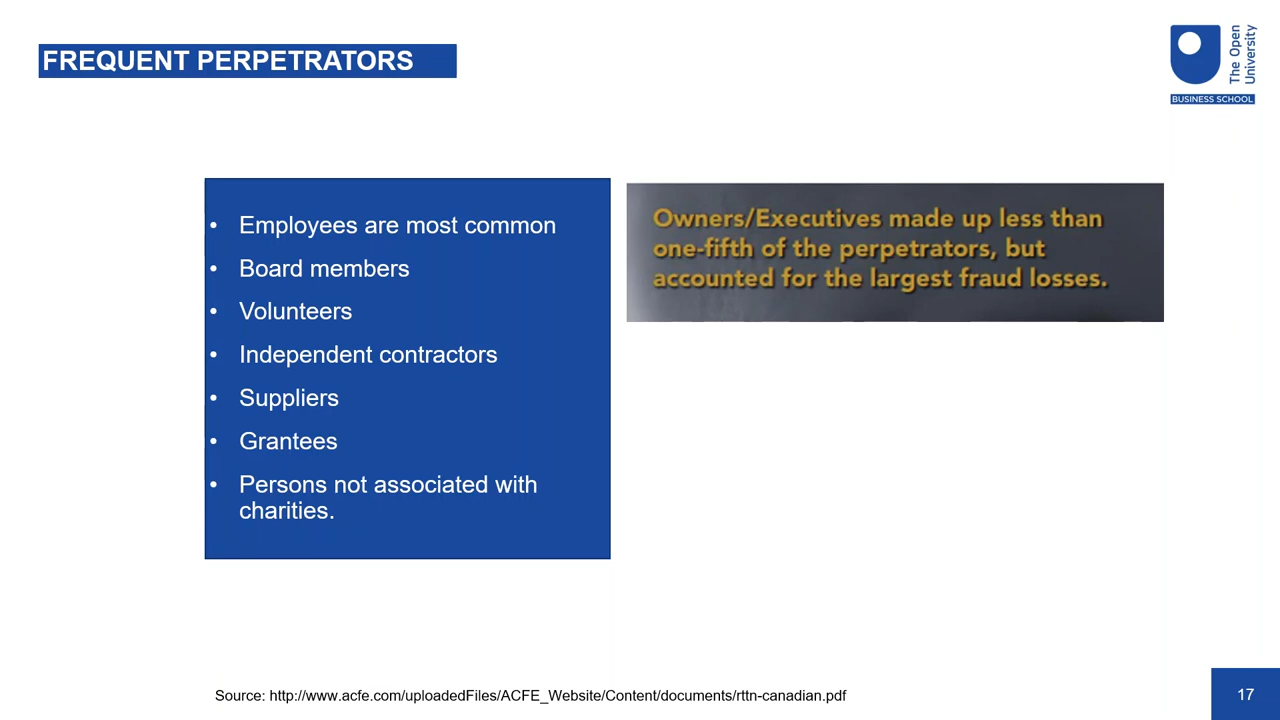 FREQUENT PERPETRATORS
The Open
University
BUSINESS SCHOOL
• Employees are most common
• Board members
• Volunteers
• Independent contractors
• Suppliers
• Grantees
• Persons not associated with
charities.
Owners/Executives made up less than
one-fifth of the perpetrators, but
accounted for the largest fraud losses.
Source: http://www.acfe.com/uploadedFiles/ACFE_Website/Content/documents/rttn-canadian.pdf
17